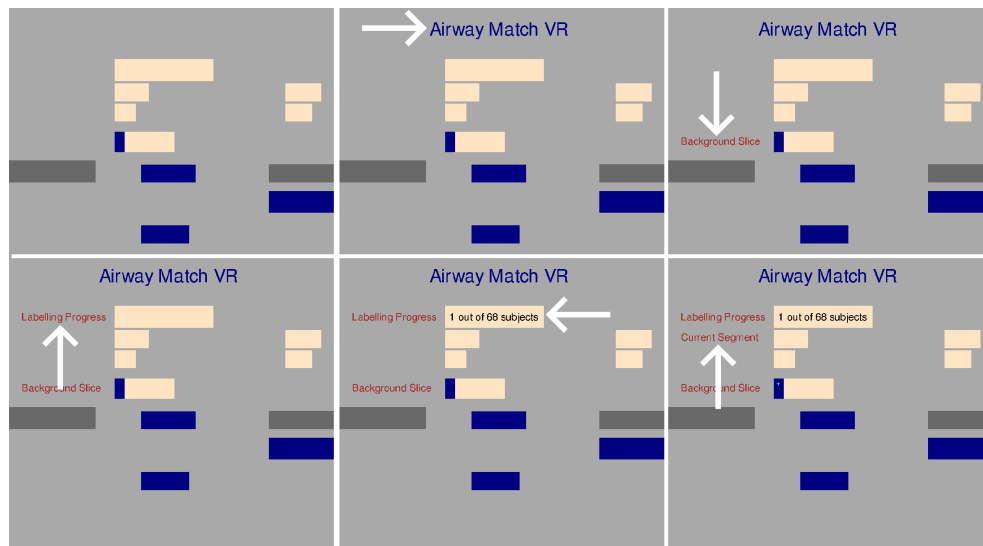 Airway Match VR
Airway Match VR
Background Slice
Airway Match VR
Labelling Progress
Background Slice
Airway Match VR
Labelling Progress 1 out of 68 subjects
Background Slice
Airway Match VR
Labelling Progress 1 out of 68 subjects
Current Segment
Background Slice +